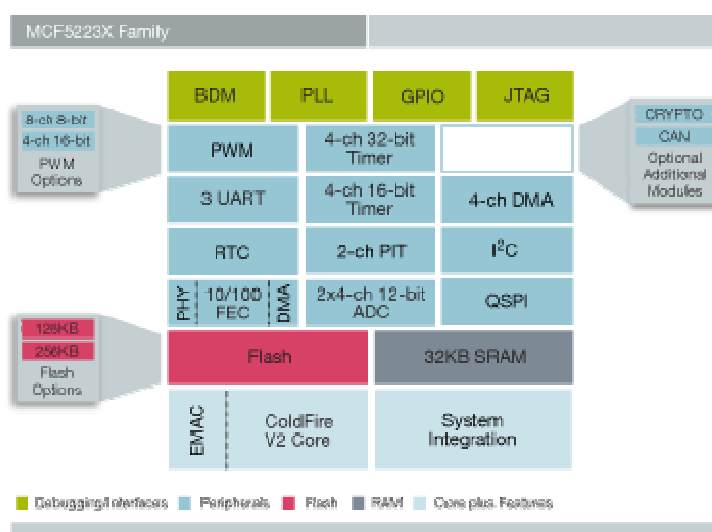 MCF5223X Family
BDM PLL GPIO JTAG
8-ch 8-bit
4-ch 16-bit
PWM
Options
PWM
4-ch 32-bit
Timer
CRYPTO
CAN
Optional
Additional
Modules
3 UART
4-ch 16-bit
Timer
4-ch DMA
RTC
2-ch PIT
I²C
PHY
10/100
FEC
DMA
2x4-ch 12-bit
ADC
QSPI
128KB
256KB
Flash
Options
Flash
32KB SRAM
EMAC
ColdFire
V2 Core
System
Integration
Debugging/Interfaces Peripherals Flash RAM Core plus Features